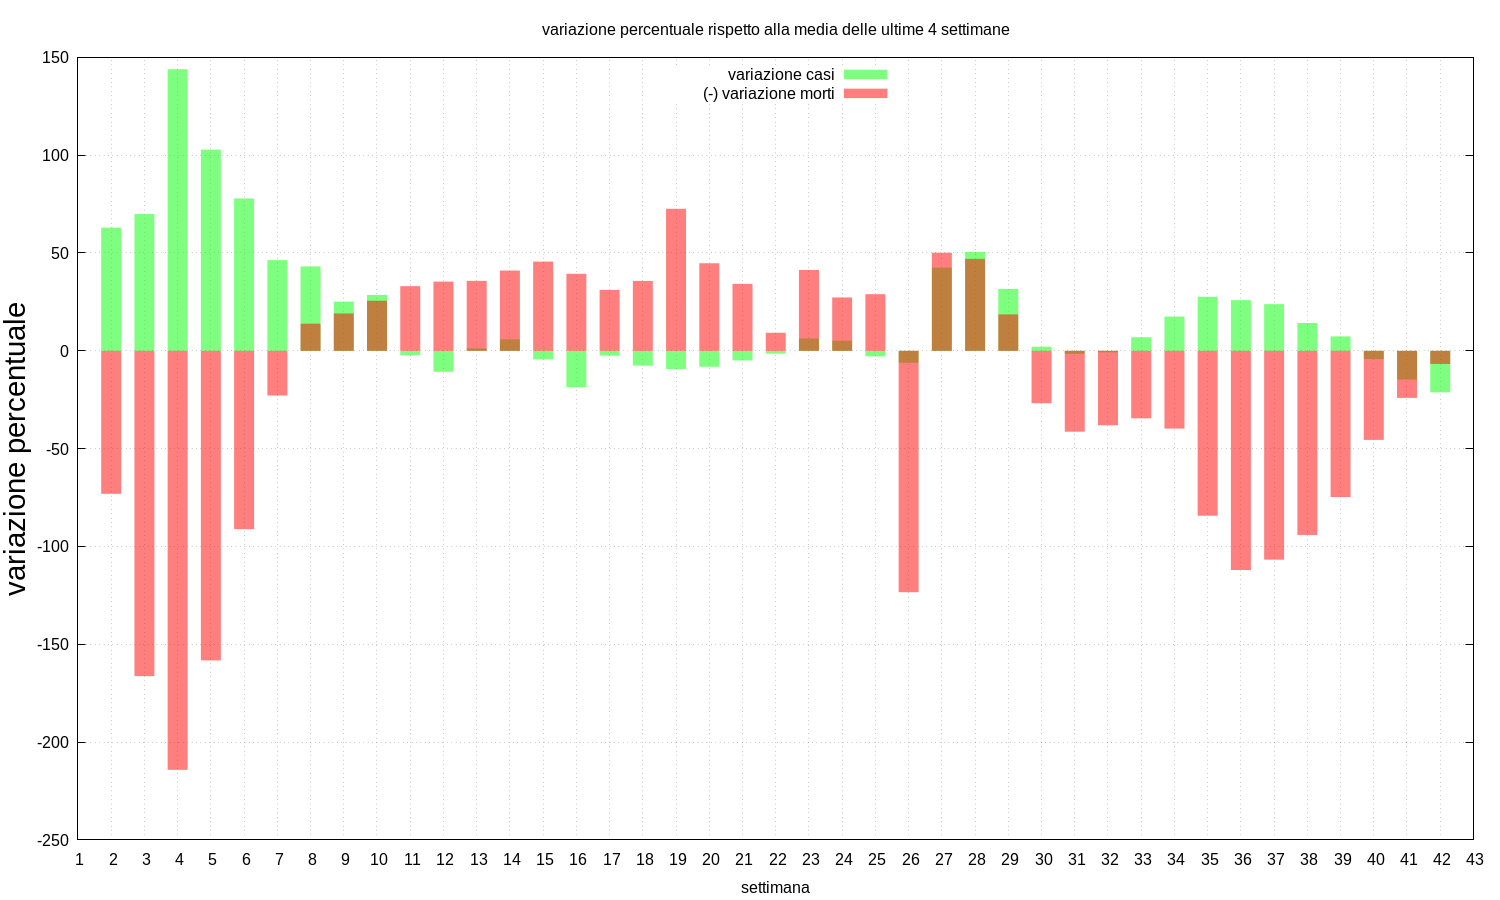 variazione percentuale rispetto alla media delle ultime 4 settimane
variazione casi
(-) variazione morti
150
100
50
0
-50
-100
-150
-200
-250
variazione percentuale
1 2 3 4 5 6 7 8 9 10 11 12 13 14 15 16 17 18 19 20 21 22 23 24 25 26 27 28 29 30 31 32 33 34 35 36 37 38 39 40 41 42 43
settimana